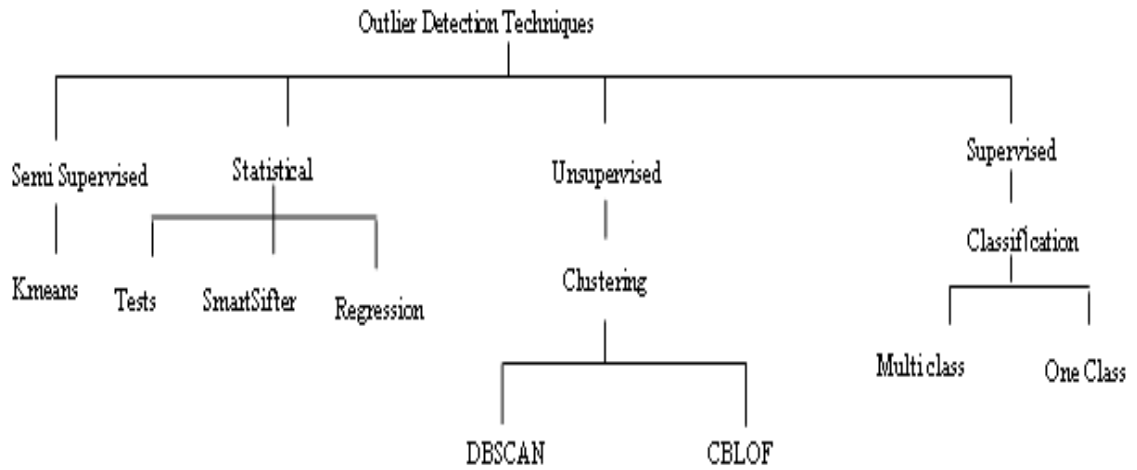 Outlier Detection Techniques
Semi Supervised
Statistical
Unsupervised
Supervised
Kmeans
Tests
SmartSifter
Regression
Clustering
Classification
DBSCAN
CBLOF
Multi class
One Class